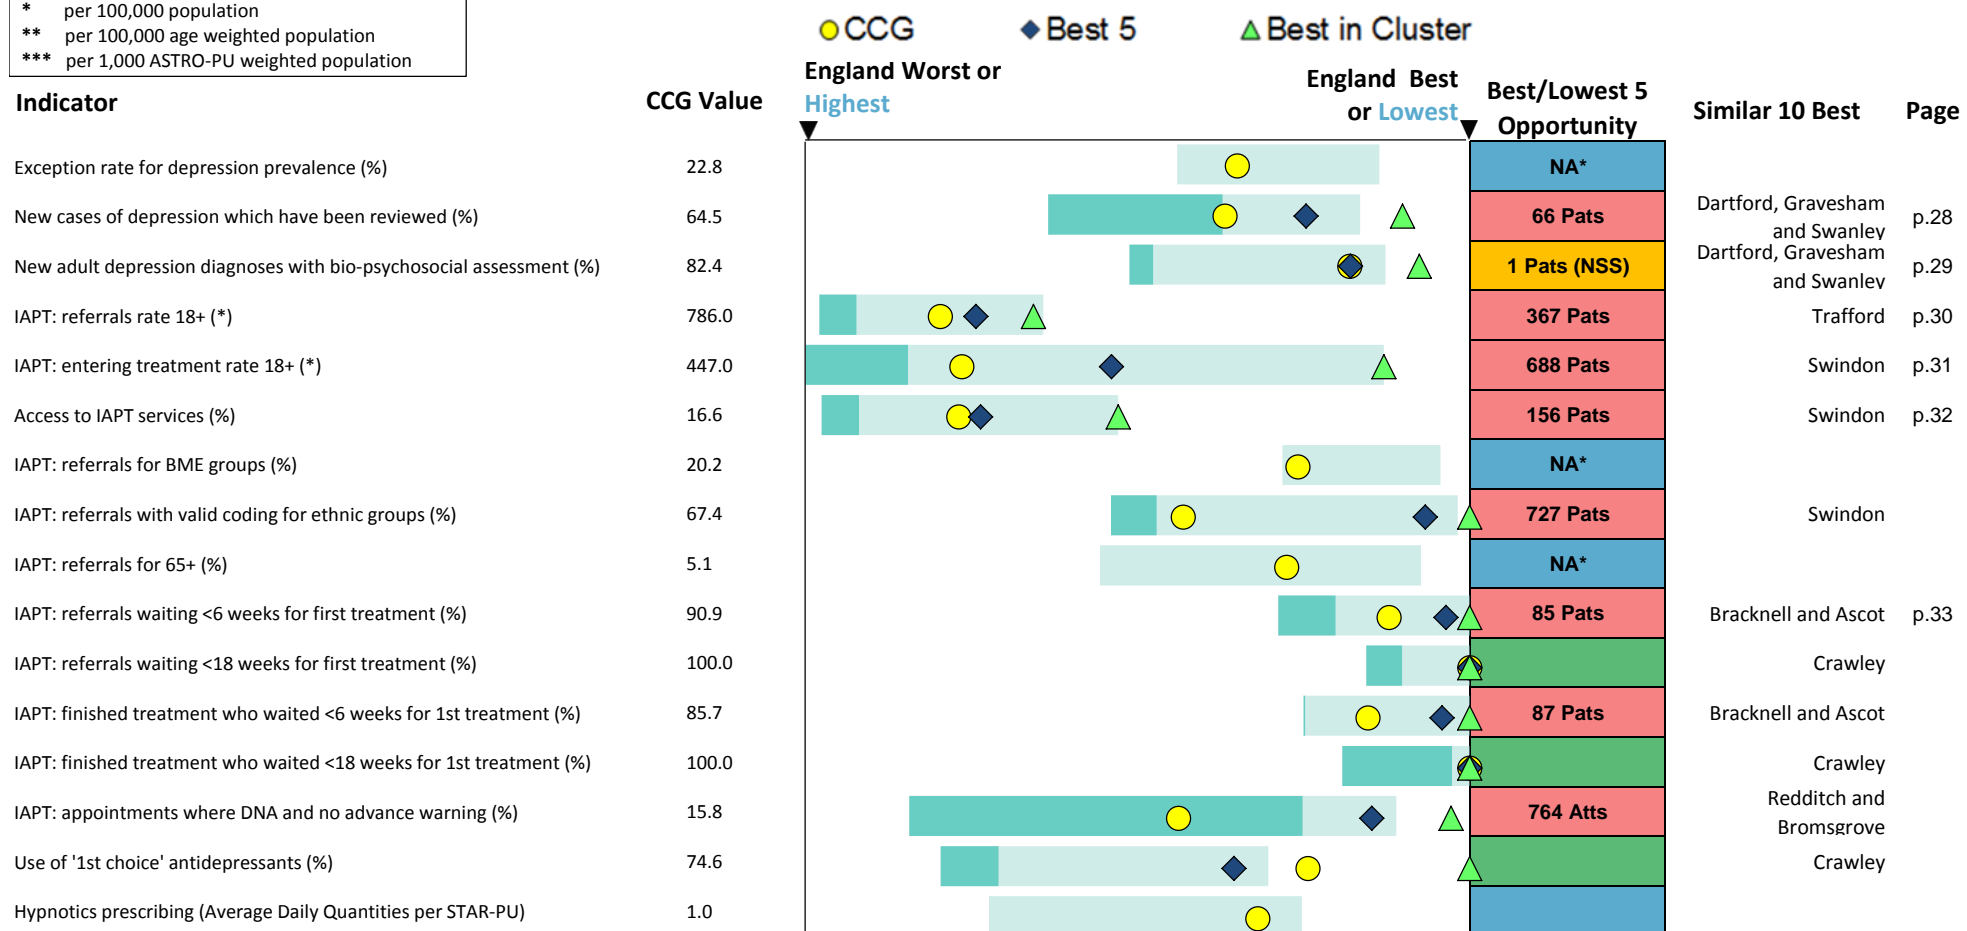 * per 100,000 population
** per 100,000 age weighted population
*** per 1,000 ASTRO-PU weighted population
CCG Best 5 Best in Cluster
Indicator CCG Value England Worst or Highest England Best or Lowest Best/Lowest 5 Opportunity Similar 10 Best Page
Exception rate for depression prevalence (%) 22.8 NA*
New cases of depression which have been reviewed (%) 64.5 66 Pats Dartford, Gravesham and Swanley p.28
New adult depression diagnoses with bio-psychosocial assessment (%) 82.4 1 Pats (NSS) Dartford, Gravesham and Swanley p.29
IAPT: referrals rate 18+ (*) 786.0 367 Pats Trafford p.30
IAPT: entering treatment rate 18+ (*) 447.0 688 Pats Swindon p.31
Access to IAPT services (%) 16.6 156 Pats Swindon p.32
IAPT: referrals for BME groups (%) 20.2 NA*
IAPT: referrals with valid coding for ethnic groups (%) 67.4 727 Pats Swindon
IAPT: referrals for 65+ (%) 5.1 NA*
IAPT: referrals waiting <6 weeks for first treatment (%) 90.9 85 Pats Bracknell and Ascot p.33
IAPT: referrals waiting <18 weeks for first treatment (%) 100.0 Crawley
IAPT: finished treatment who waited <6 weeks for 1st treatment (%) 85.7 87 Pats Bracknell and Ascot
IAPT: finished treatment who waited <18 weeks for 1st treatment (%) 100.0 Crawley
IAPT: appointments where DNA and no advance warning (%) 15.8 764 Atts Redditch and Bromsgrove
Use of '1st choice' antidepressants (%) 74.6 Crawley
Hypnotics prescribing (Average Daily Quantities per STAR-PU) 1.0